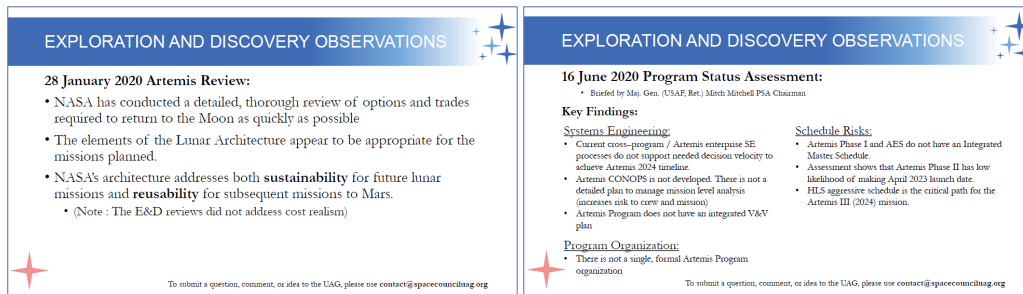 EXPLORATION AND DISCOVERY OBSERVATIONS
28 January 2020 Artemis Review:
• NASA has conducted a detailed, thorough review of options and trades
required to return to the Moon as quickly as possible
• The elements of the Lunar Architecture appear to be appropriate for the
missions planned.
• NASA's architecture addresses both sustainability for future lunar
missions and reusability for subsequent missions to Mars.
• (Note : The E&D reviews did not address cost realism)
To submit a question, comment, or idea to the UAG, please use contact@spacecounciluag.org
EXPLORATION AND DISCOVERY OBSERVATIONS
16 June 2020 Program Status Assessment:
• Briefed by Maj. Gen. (USAF, Ret.) Mitch Mitchell PSA Chairman
Key Findings:
Systems Engineering:
• Current cross–program / Artemis enterprise SE
processes do not support needed decision velocity to
achieve Artemis 2024 timeline.
• Artemis CONOPS is not developed. There is not a
detailed plan to manage mission level analysis
(increases risk to crew and mission)
• Artemis Program does not have an integrated V&V
plan
Program Organization:
• There is not a single, formal Artemis Program
organization
Schedule Risks:
• Artemis Phase I and AES do not have an Integrated
Master Schedule.
• Assessment shows that Artemis Phase II has low
likelihood of making April 2023 launch date.
• HLS aggressive schedule is the critical path for the
Artemis III (2024) mission.
To submit a question, comment, or idea to the UAG, please use contact@spacecounciluag.org